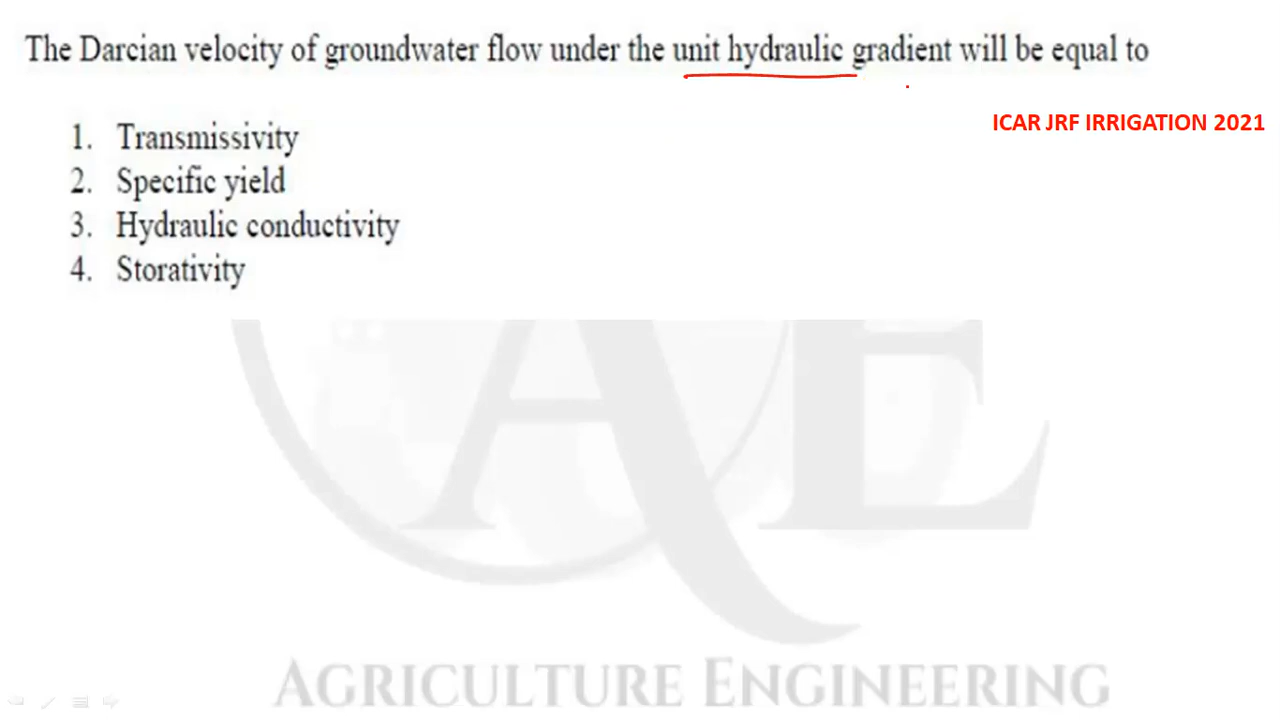 The Darcian velocity of groundwater flow under the unit hydraulic gradient will be equal to
ICAR JRF IRRIGATION 2021
1. Transmissivity
2. Specific yield
3. Hydraulic conductivity
4. Storativity
AE
AGRICULTURE ENGINEERING